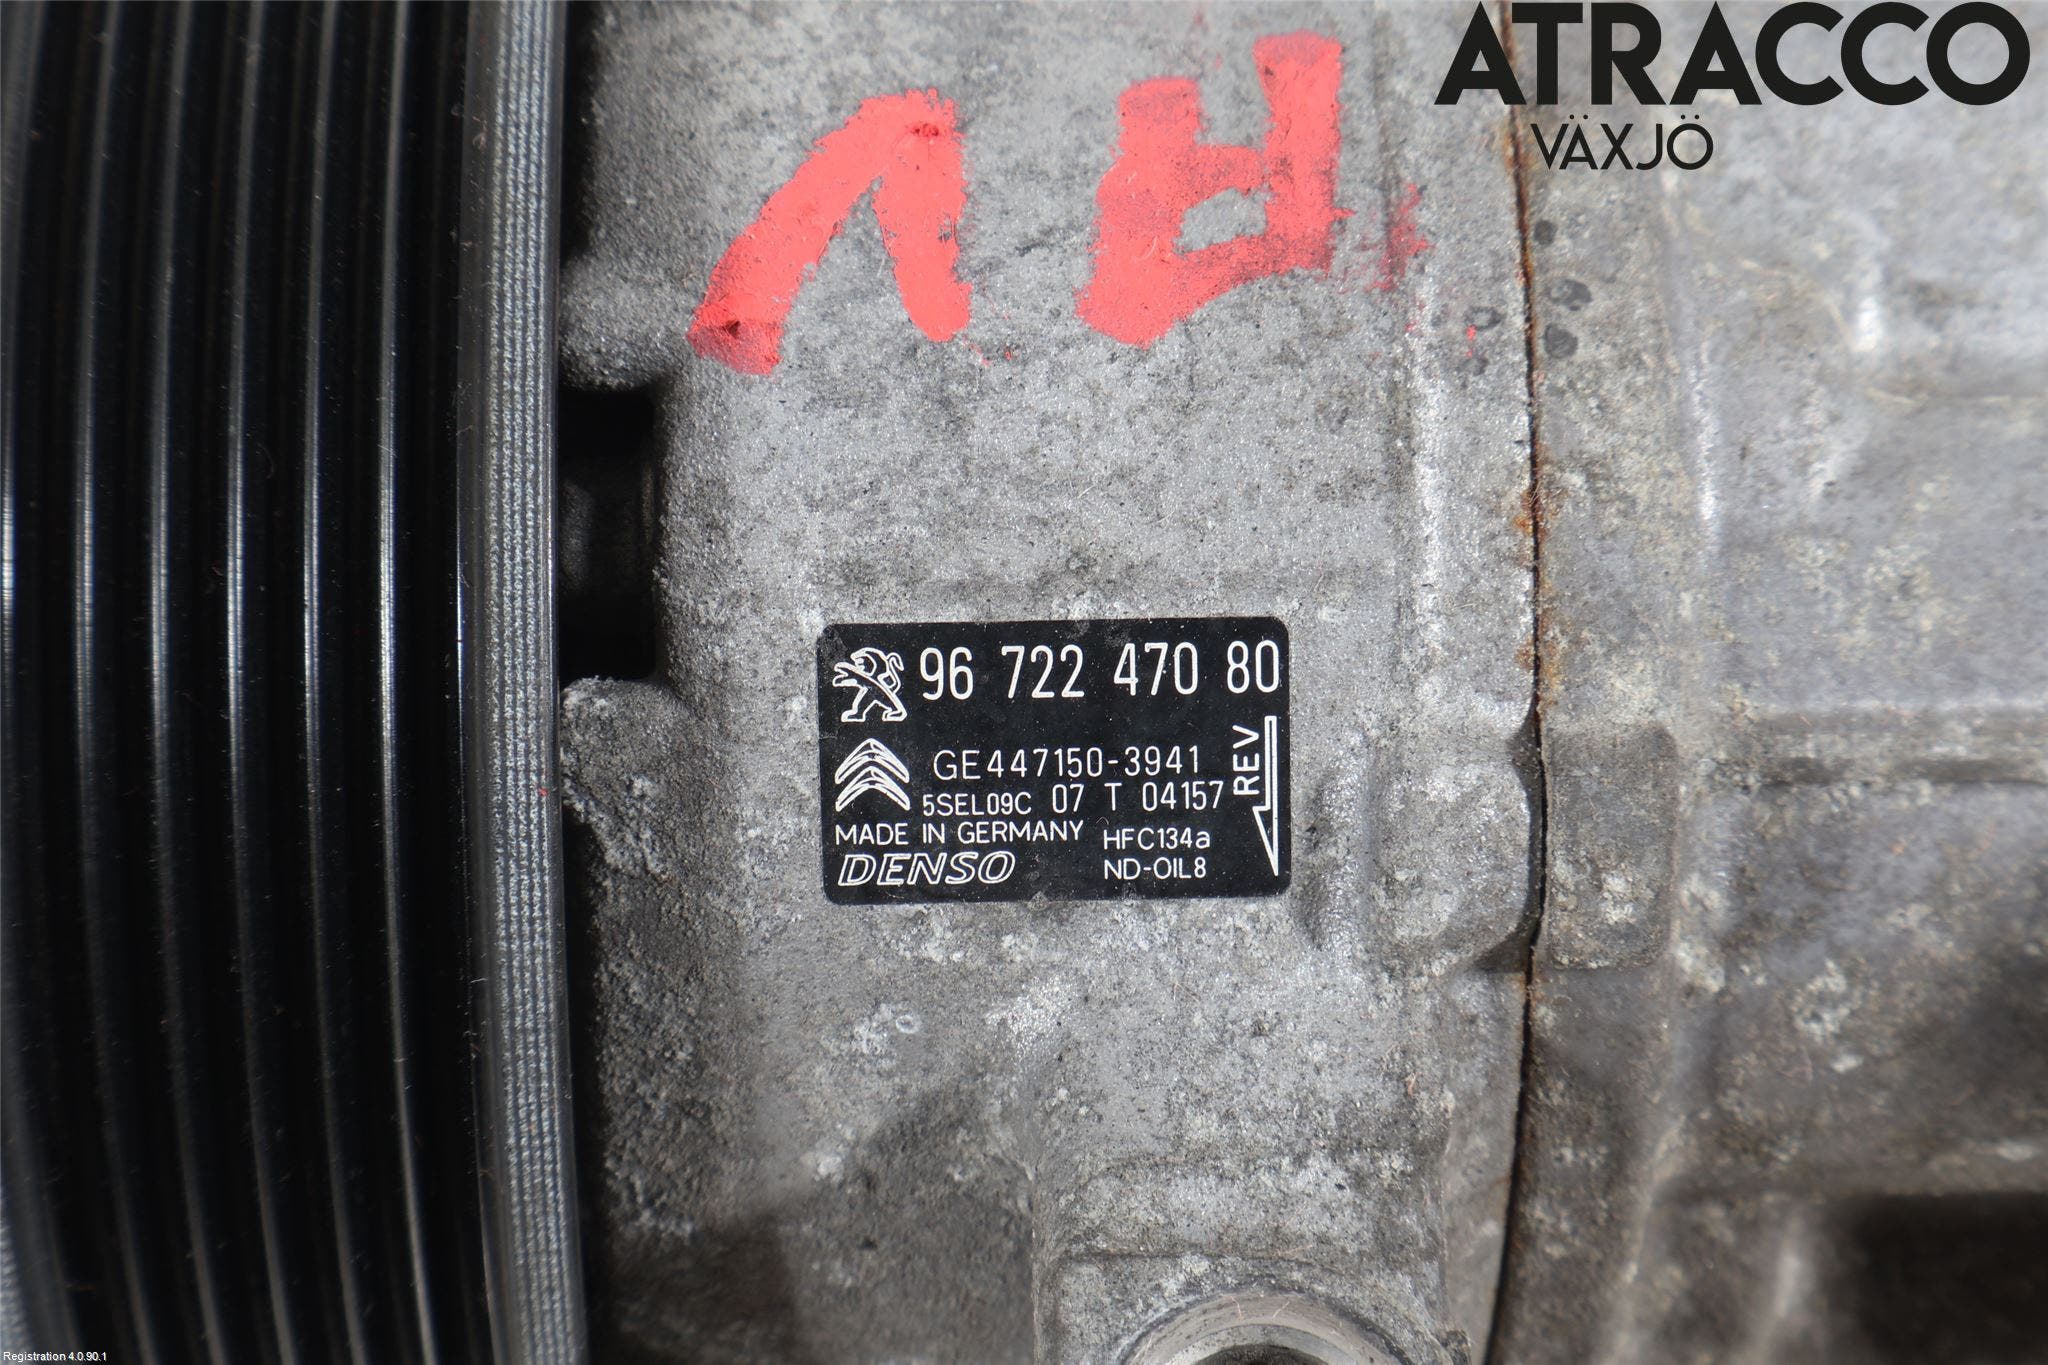 ATRACCO
VÄXJÖ
96 722 470 80
GE447150-3941
5SEL09C 07 T 04157
REV
MADE IN GERMANY
HFC134a
DENSO
ND-OIL8
Registration 4.0.90.1